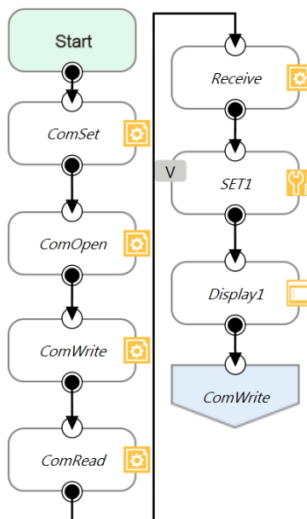 Start
ComSet
ComOpen
ComWrite
ComRead
Receive
V
SET1
Display1
ComWrite